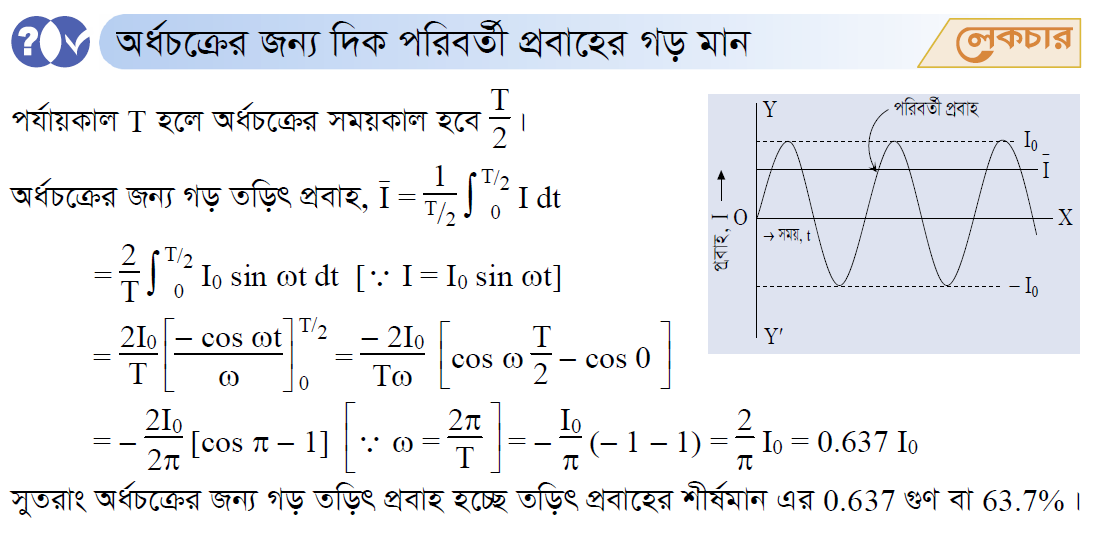 অর্ধচক্রের জন্য দিক পরিবর্তী প্রবাহের গড় মান
লেকচার
পর্যায়কাল T হলে অর্ধচক্রের সময়কাল হবে T/2 ।
অর্ধচক্রের জন্য গড় তড়িৎ প্রবাহ, Ī = 1/(T/2) ∫₀^(T/2) I dt
= 2/T ∫₀^(T/2) I₀ sin ωt dt [∵ I = I₀ sin ωt]
= 2I₀/T [– cos ωt/ω]₀^(T/2) = – 2I₀/Tω [cos ω T/2 – cos 0 ]
= – 2I₀/2π [cos π – 1] [∵ ω = 2π/T] = – I₀/π (– 1 – 1) = 2/π I₀ = 0.637 I₀
সুতরাং অর্ধচক্রের জন্য গড় তড়িৎ প্রবাহ হচ্ছে তড়িৎ প্রবাহের শীর্ষমান এর 0.637 গুণ বা 63.7% ।
Y
পরিবর্তী প্রবাহ
I₀
Ī
প্রবাহ, I →
O
X
→ সময়, t
– I₀
Y′